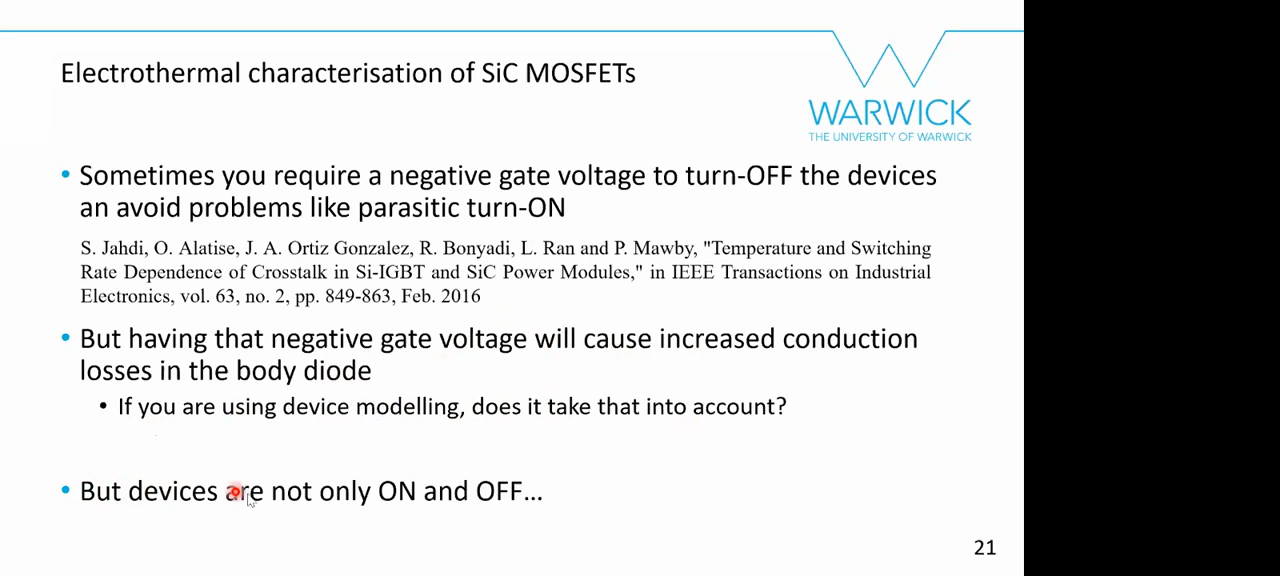 Electrothermal characterisation of SiC MOSFETs
WARWICK
THE UNIVERSITY OF WARWICK
• Sometimes you require a negative gate voltage to turn-OFF the devices
an avoid problems like parasitic turn-ON
S. Jahdi, O. Alatise, J. A. Ortiz Gonzalez, R. Bonyadi, L. Ran and P. Mawby, "Temperature and Switching
Rate Dependence of Crosstalk in Si-IGBT and SiC Power Modules," in IEEE Transactions on Industrial
Electronics, vol. 63, no. 2, pp. 849-863, Feb. 2016
• But having that negative gate voltage will cause increased conduction
losses in the body diode
• If you are using device modelling, does it take that into account?
• But devices are not only ON and OFF...
21